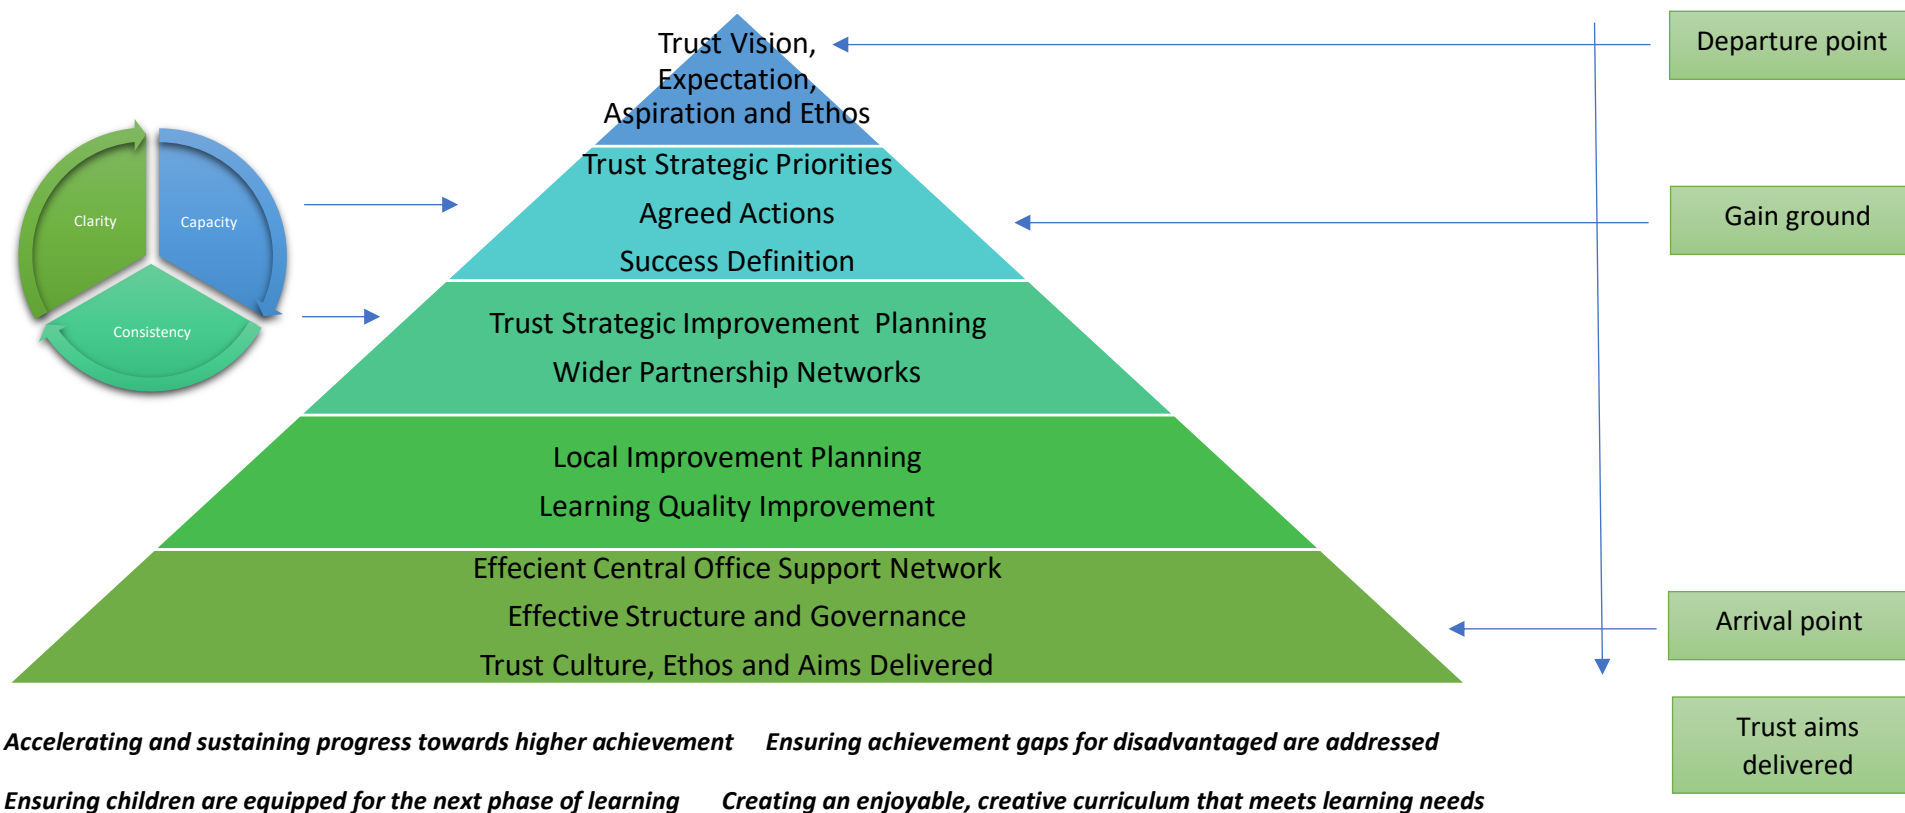 Trust Vision,
Expectation,
Aspiration and Ethos
Departure point
Clarity
Capacity
Consistency
Trust Strategic Priorities
Agreed Actions
Success Definition
Gain ground
Trust Strategic Improvement Planning
Wider Partnership Networks
Local Improvement Planning
Learning Quality Improvement
Effecient Central Office Support Network
Effective Structure and Governance
Trust Culture, Ethos and Aims Delivered
Arrival point
Trust aims
delivered
Accelerating and sustaining progress towards higher achievement Ensuring achievement gaps for disadvantaged are addressed
Ensuring children are equipped for the next phase of learning Creating an enjoyable, creative curriculum that meets learning needs